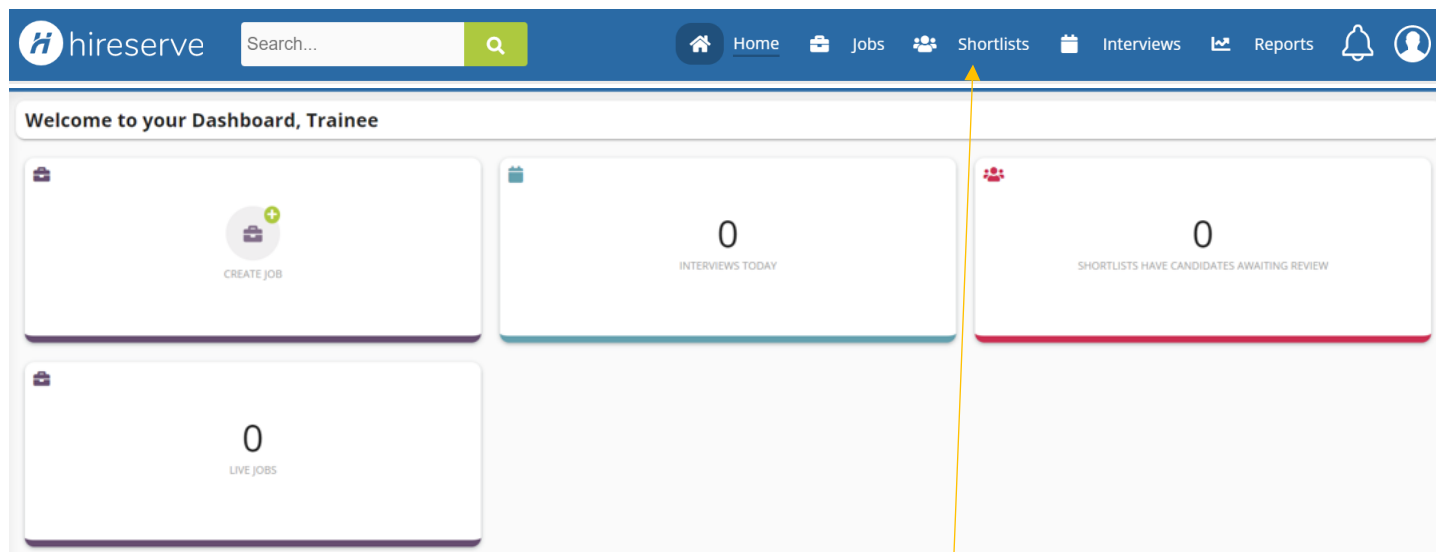 hireserve
Search...
Home Jobs Shortlists Interviews Reports
Welcome to your Dashboard, Trainee
CREATE JOB
0
INTERVIEWS TODAY
0
SHORTLISTS HAVE CANDIDATES AWAITING REVIEW
0
LIVE JOBS